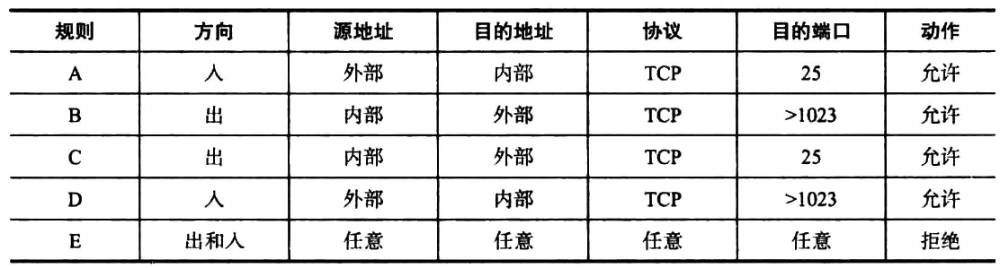 规则 方向 源地址 目的地址 协议 目的端口 动作
A 入 外部 内部 TCP 25 允许
B 出 内部 外部 TCP >1023 允许
C 出 内部 外部 TCP 25 允许
D 入 外部 内部 TCP >1023 允许
E 出和入 任意 任意 任意 任意 拒绝